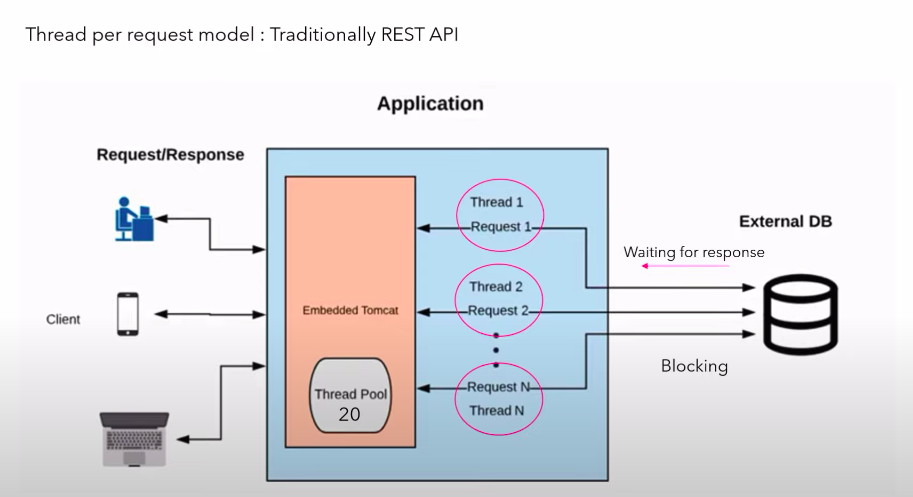 Thread per request model : Traditionally REST API
Application
Request/Response
Thread 1
Request 1
External DB
Waiting for response
Thread 2
Request 2
Embedded Tomcat
Client
Blocking
Thread Pool
20
Request N
Thread N